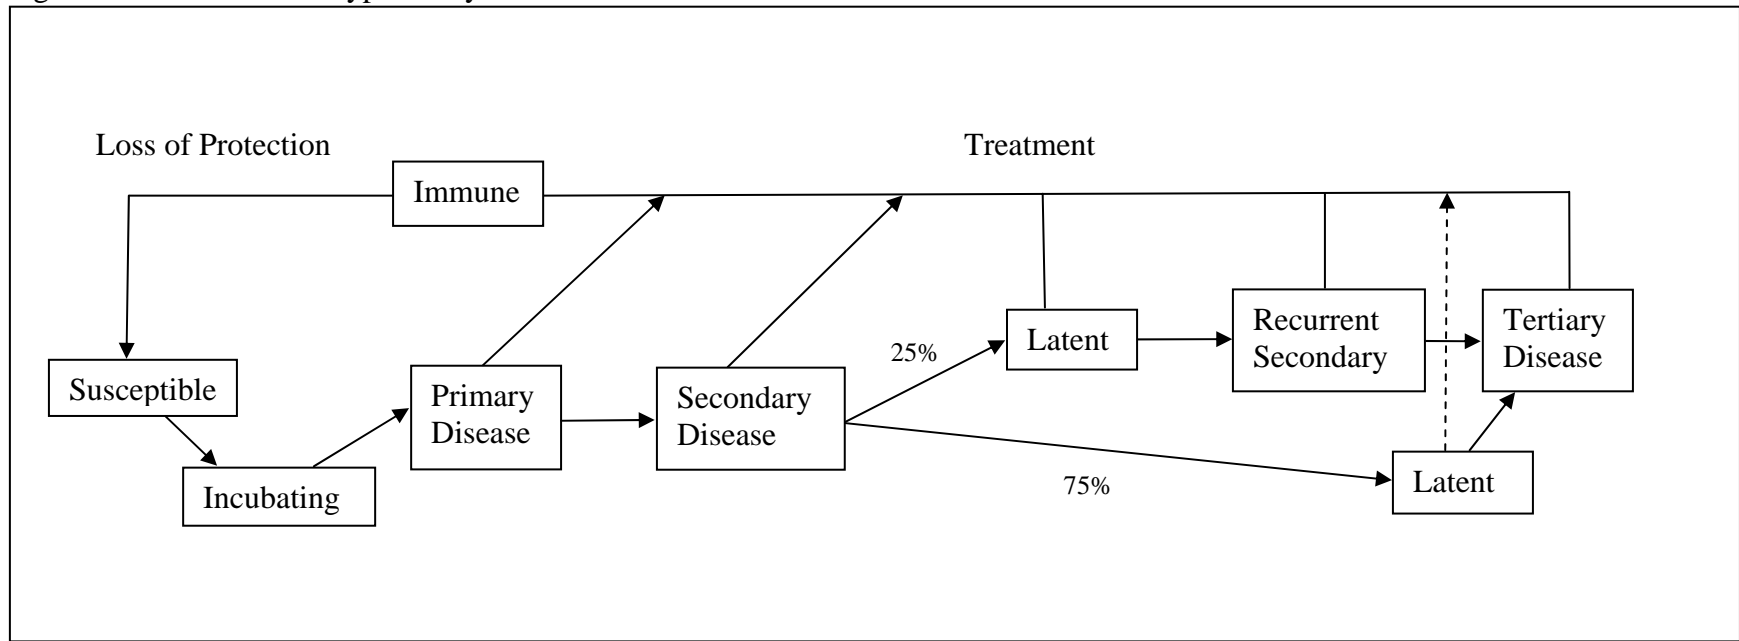 Loss of Protection
Treatment
Immune
Susceptible
Incubating
Primary
Disease
Secondary
Disease
25%
75%
Latent
Recurrent
Secondary
Tertiary
Disease
Latent